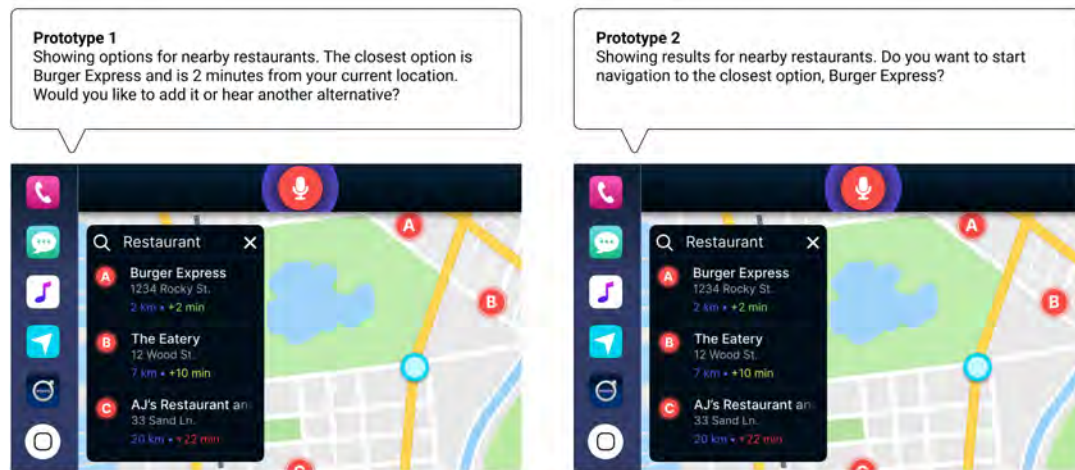 Prototype 1
Showing options for nearby restaurants. The closest option is
Burger Express and is 2 minutes from your current location.
Would you like to add it or hear another alternative?
A
Restaurant
A
Burger Express
1234 Rocky St.
2 km • +2 min
B
B
The Eatery
12 Wood St.
7 km • +10 min
C
AJ's Restaurant an
33 Sand Ln.
20 km • +22 min
Prototype 2
Showing results for nearby restaurants. Do you want to start
navigation to the closest option, Burger Express?
A
Restaurant
A
Burger Express
1234 Rocky St.
2 km • +2 min
B
B
The Eatery
12 Wood St.
7 km • +10 min
C
AJ's Restaurant an
33 Sand Ln.
20 km • +22 min